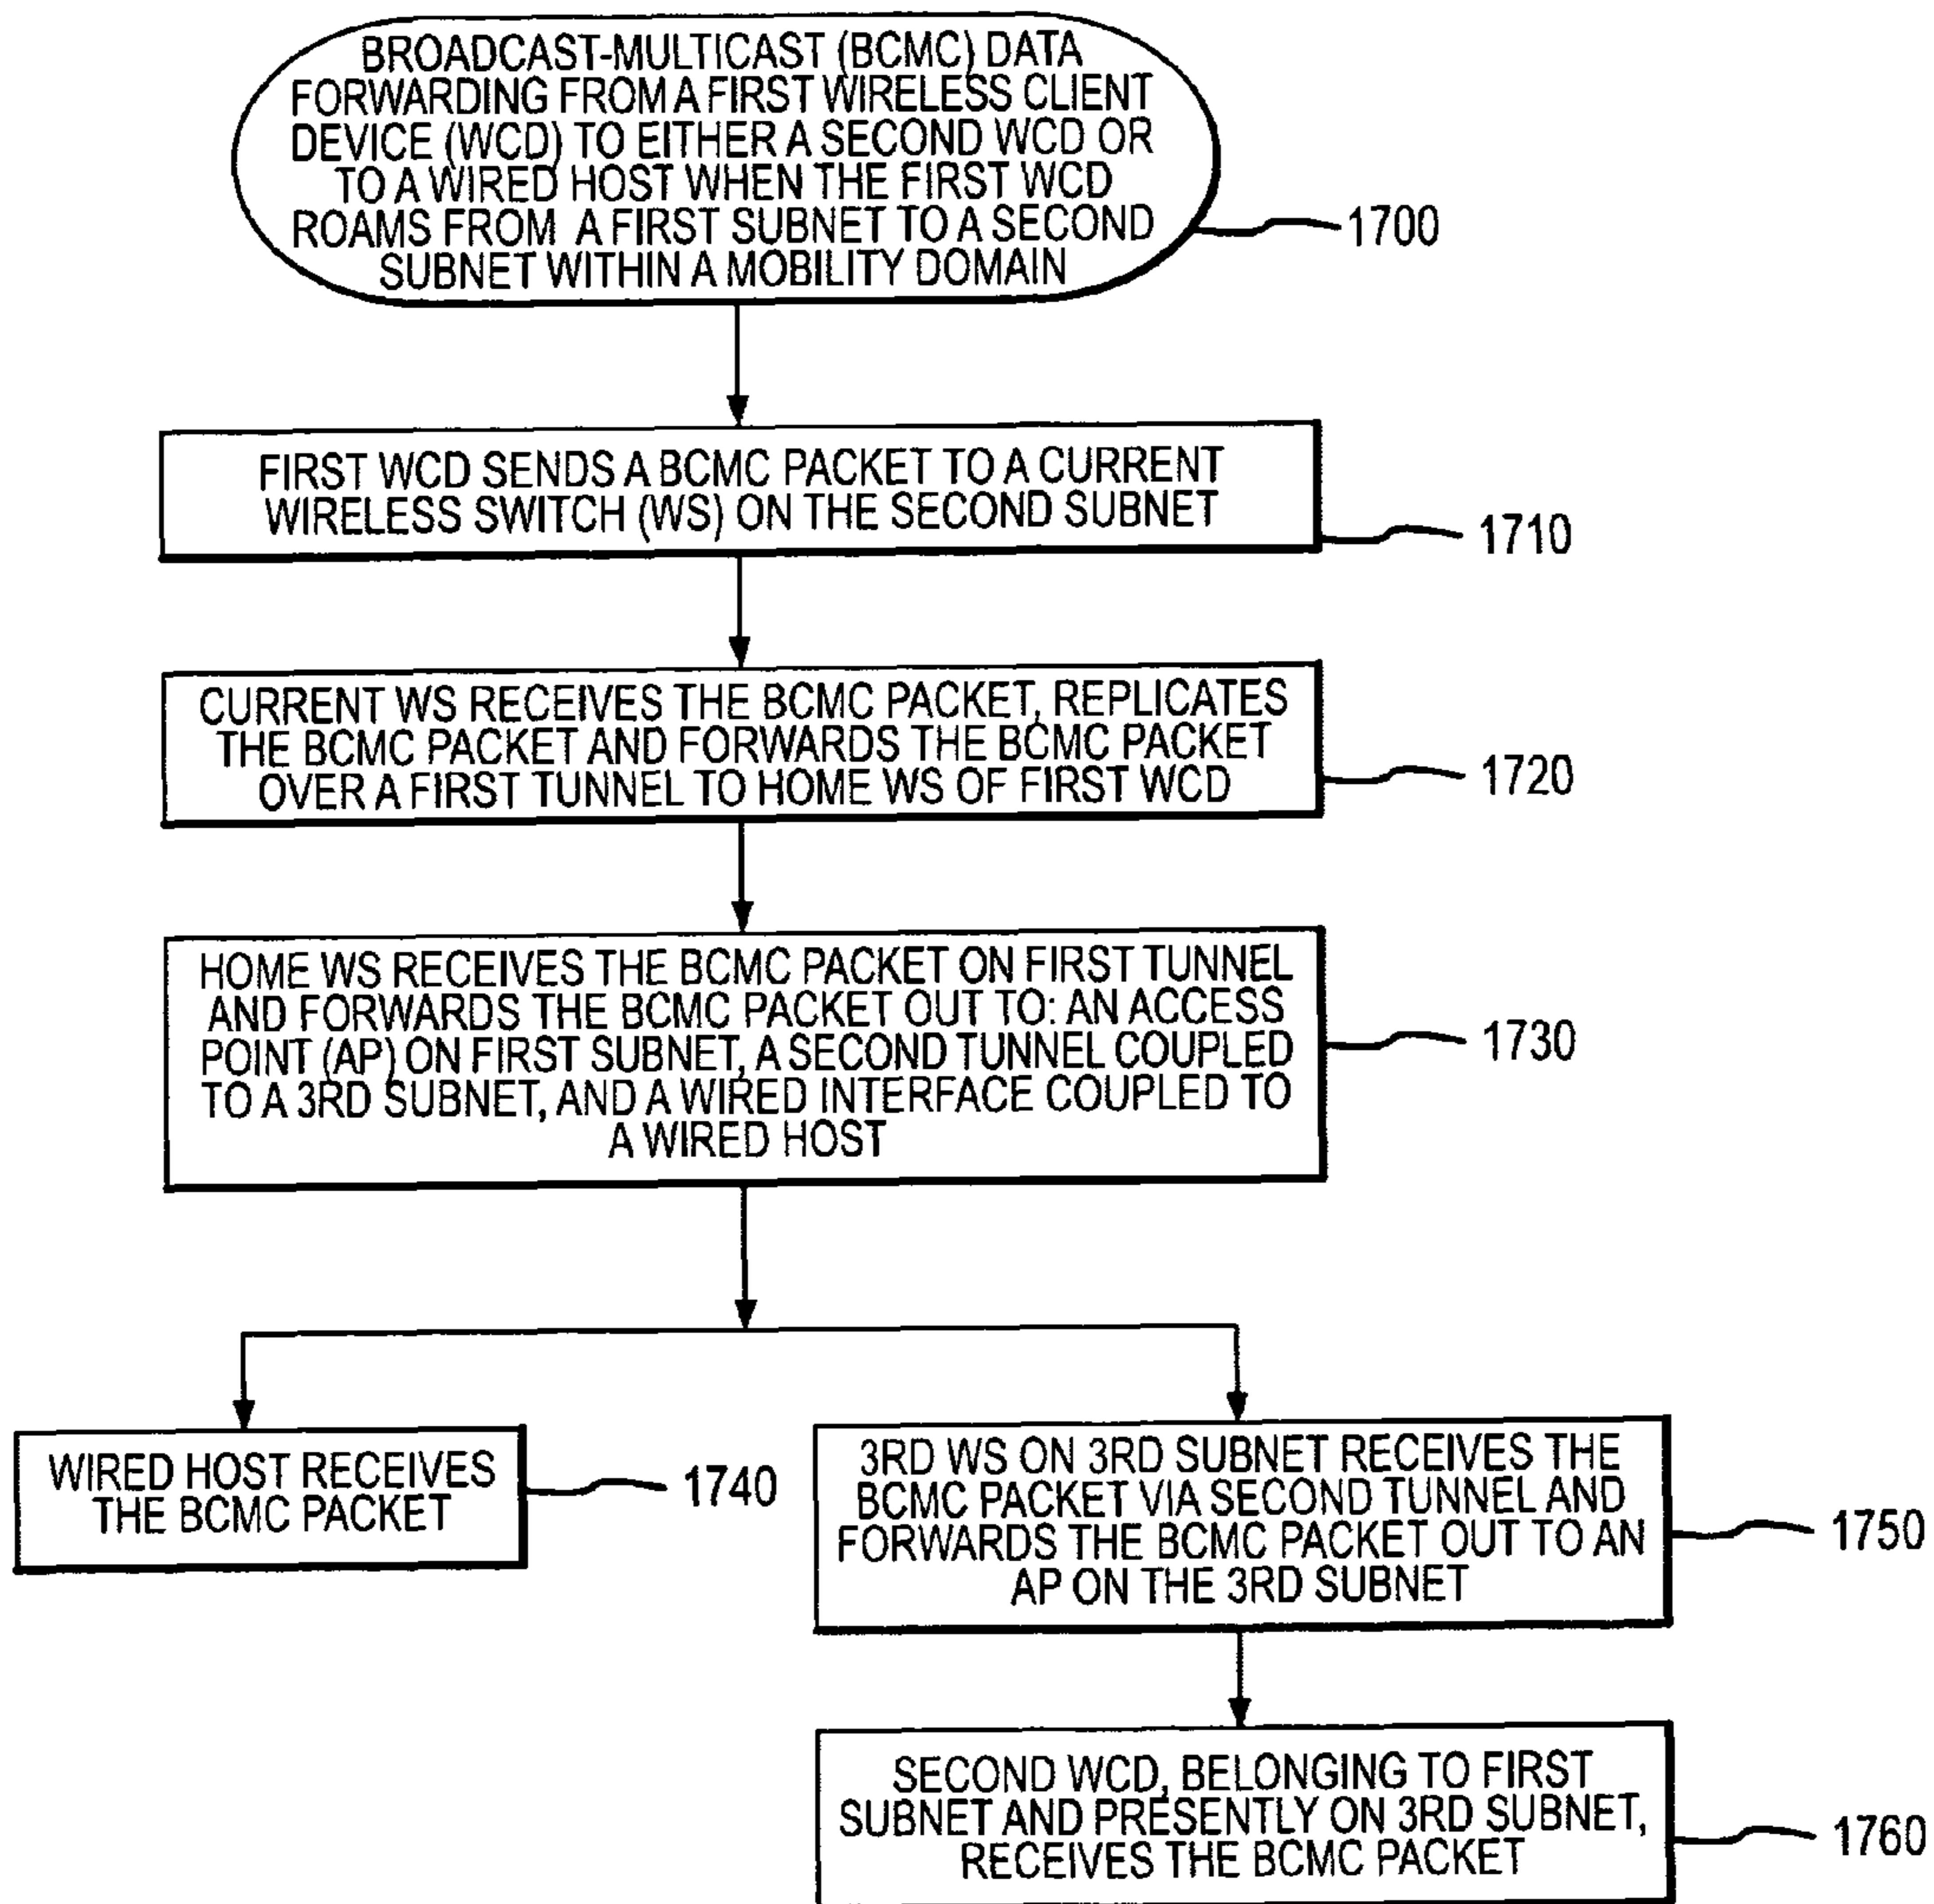 BROADCAST-MULTICAST (BCMC) DATA
FORWARDING FROM A FIRST WIRELESS CLIENT
DEVICE (WCD) TO EITHER A SECOND WCD OR
TO A WIRED HOST WHEN THE FIRST WCD
ROAMS FROM A FIRST SUBNET TO A SECOND
SUBNET WITHIN A MOBILITY DOMAIN
1700
FIRST WCD SENDS A BCMC PACKET TO A CURRENT
WIRELESS SWITCH (WS) ON THE SECOND SUBNET
1710
CURRENT WS RECEIVES THE BCMC PACKET, REPLICATES
THE BCMC PACKET AND FORWARDS THE BCMC PACKET
OVER A FIRST TUNNEL TO HOME WS OF FIRST WCD
1720
HOME WS RECEIVES THE BCMC PACKET ON FIRST TUNNEL
AND FORWARDS THE BCMC PACKET OUT TO: AN ACCESS
POINT (AP) ON FIRST SUBNET, A SECOND TUNNEL COUPLED
TO A 3RD SUBNET, AND A WIRED INTERFACE COUPLED TO
A WIRED HOST
1730
WIRED HOST RECEIVES
THE BCMC PACKET
1740
3RD WS ON 3RD SUBNET RECEIVES THE
BCMC PACKET VIA SECOND TUNNEL AND
FORWARDS THE BCMC PACKET OUT TO AN
AP ON THE 3RD SUBNET
1750
SECOND WCD, BELONGING TO FIRST
SUBNET AND PRESENTLY ON 3RD SUBNET,
RECEIVES THE BCMC PACKET
1760